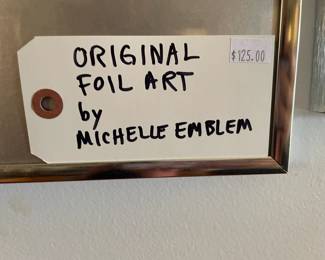 ORIGINAL
FOIL ART
by
MICHELLE EMBLEM
$125.00